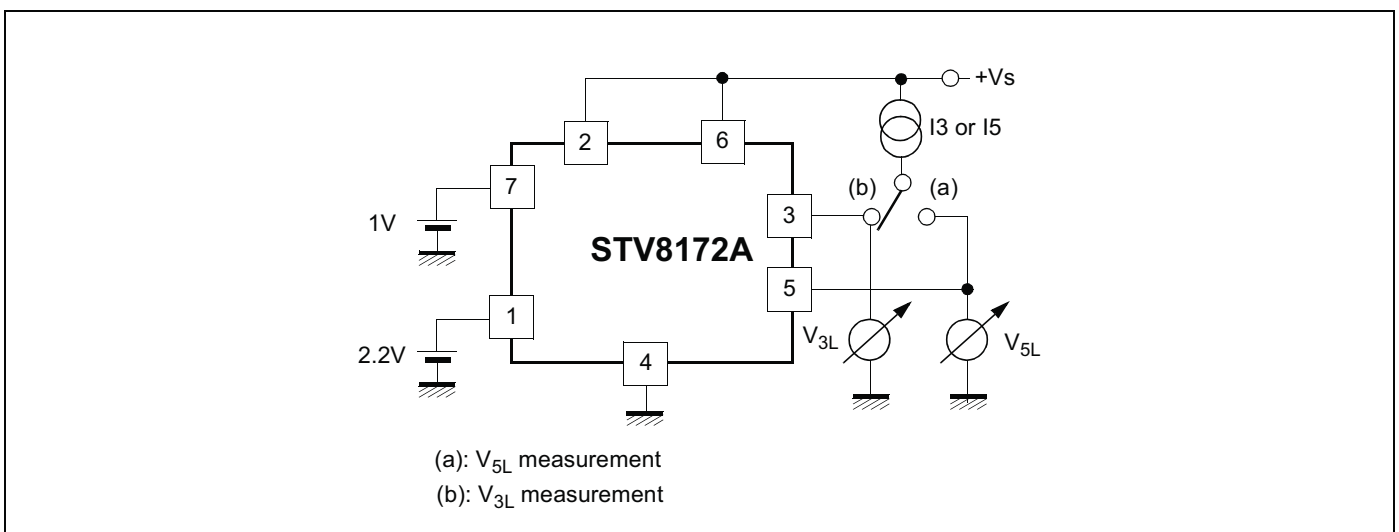 +Vs
I3 or I5
2
6
7
(b)
(a)
1V
3
STV8172A
5
1
V3L
V5L
2.2V
4
(a): V5L measurement
(b): V3L measurement